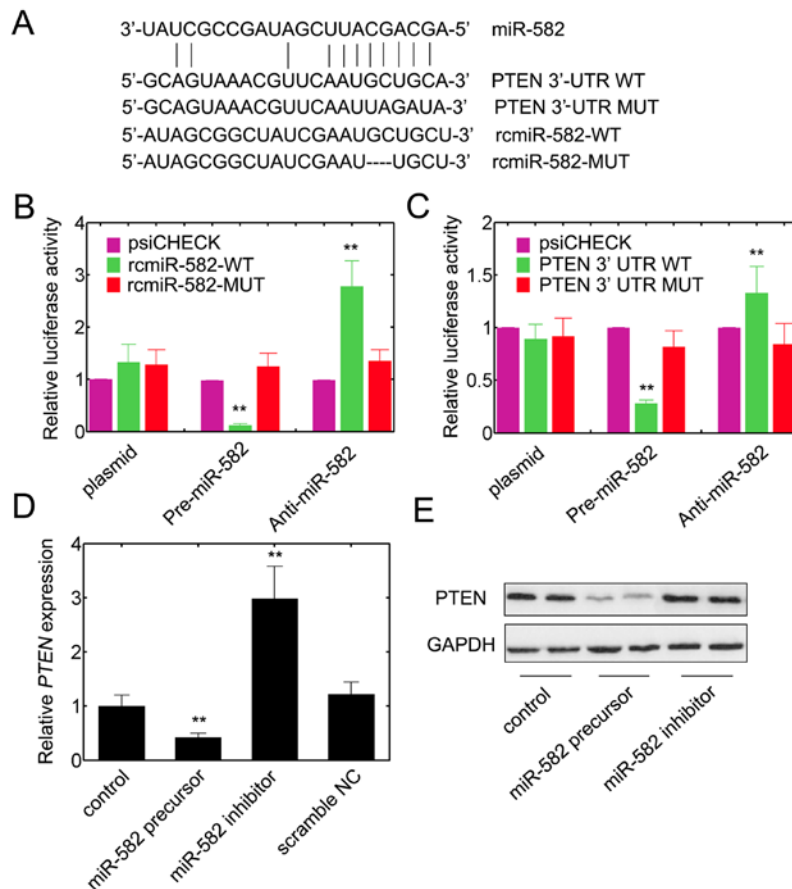 A
3'-UAUCGCCGAUAGCUUACGACGA-5' miR-582
5'-GCAGUAAACGUUCAAUGCUGCA-3' PTEN 3'-UTR WT
5'-GCAGUAAACGUUCAAUUAGAUA-3' PTEN 3'-UTR MUT
5'-AUAGCGGCUAUCGAAUGCUGCU-3' rcmiR-582-WT
5'-AUAGCGGCUAUCGAAU----UGCU-3' rcmiR-582-MUT
B
Relative luciferase activity
4
3
2
1
0
psiCHECK
rcmiR-582-WT
rcmiR-582-MUT
**
**
plasmid
Pre-miR-582
Anti-miR-582
C
Relative luciferase activity
2
1.5
1
0.5
0
psiCHECK
PTEN 3' UTR WT
PTEN 3' UTR MUT
**
**
plasmid
Pre-miR-582
Anti-miR-582
D
Relative PTEN expression
4
3
2
1
0
**
**
control
miR-582 precursor
miR-582 inhibitor
scramble NC
E
PTEN
GAPDH
control
miR-582 precursor
miR-582 inhibitor